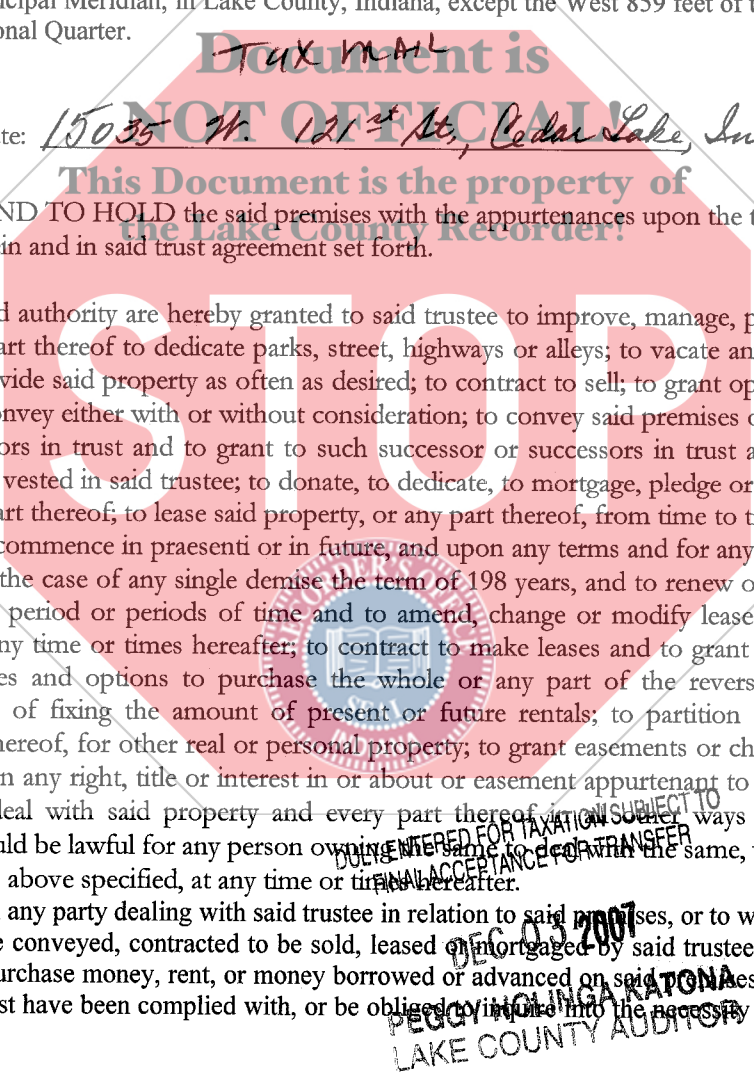 cipal Meridian, in Lake County, Indiana, except the West 859 feet of t
onal Quarter.
Tax mail
Document is
NOT OFFICIAL!
te: 15035 W. 121st St., Cedar Lake, In
This Document is the property of
the Lake County Recorder!
ND TO HOLD the said premises with the appurtenances upon the t
in and in said trust agreement set forth.
STOP
d authority are hereby granted to said trustee to improve, manage, p
art thereof to dedicate parks, street, highways or alleys; to vacate an
vide said property as often as desired; to contract to sell; to grant op
nvey either with or without consideration; to convey said premises o
ors in trust and to grant to such successor or successors in trust a
vested in said trustee; to donate, to dedicate, to mortgage, pledge or
art thereof; to lease said property, or any part thereof, from time to t
commence in praesenti or in future, and upon any terms and for any
the case of any single demise the term of 198 years, and to renew o
period or periods of time and to amend, change or modify lease
ny time or times hereafter; to contract to make leases and to grant
es and options to purchase the whole or any part of the revers
of fixing the amount of present or future rentals; to partition
hereof, for other real or personal property; to grant easements or ch
n any right, title or interest in or about or easement appurtenant to
RECORDER'S OFFICE
SEAL
INDIANA
deal with said property and every part thereof in all other ways
uld be lawful for any person owning the same to deal with the same,
above specified, at any time or times hereafter.
DULY ENTERED FOR TAXATION SUBJECT TO
FINAL ACCEPTANCE FOR TRANSFER
any party dealing with said trustee in relation to said premises, or to w
e conveyed, contracted to be sold, leased or mortgaged by said trustee
urchase money, rent, or money borrowed or advanced on said premises
st have been complied with, or be obliged to inquire into the necessity
DEC 03 2007
PEGGY HOLINGA KATONA
LAKE COUNTY AUDITOR